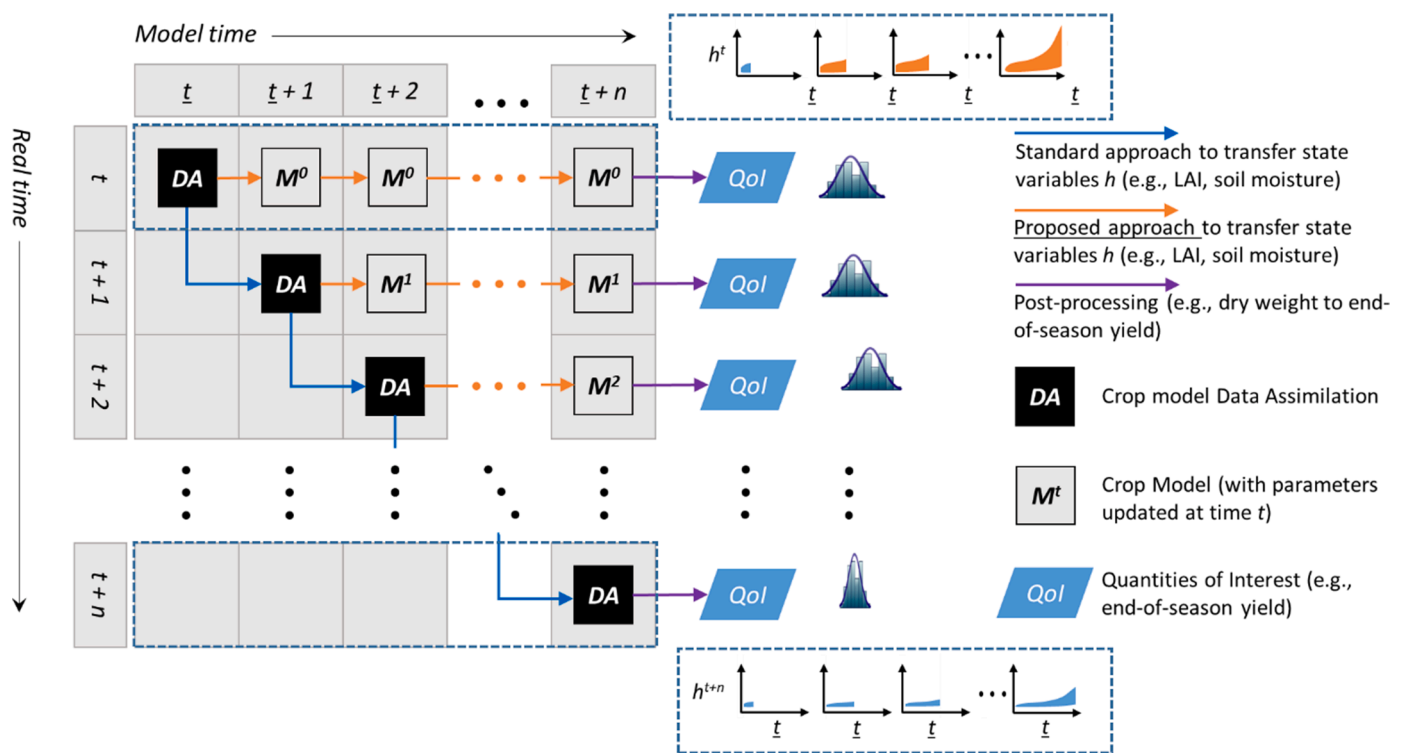 Model time
h^t
t
t
t
t
t
t + 1
t + 2
• • •
t + n
Real time
t
DA
M^0
M^0
M^0
QoI
t + 1
DA
M^1
M^1
QoI
t + 2
DA
M^2
QoI
t + n
DA
QoI
Standard approach to transfer state
variables h (e.g., LAI, soil moisture)
Proposed approach to transfer state
variables h (e.g., LAI, soil moisture)
Post-processing (e.g., dry weight to end-
of-season yield)
DA
Crop model Data Assimilation
M^t
Crop Model (with parameters
updated at time t)
QoI
Quantities of Interest (e.g.,
end-of-season yield)
h^t+n
t
t
t
t